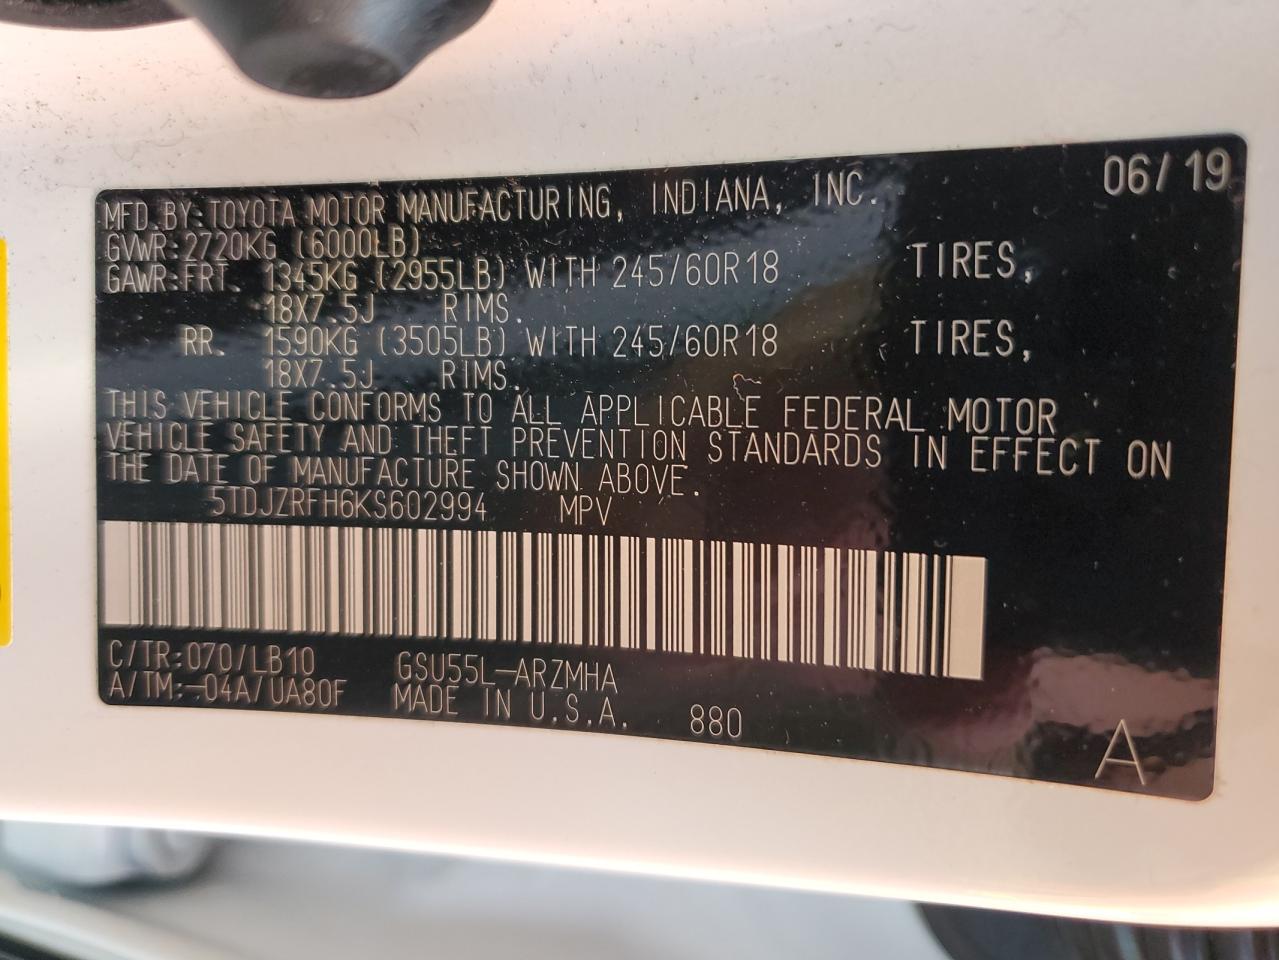 06/19
MFD.BY:TOYOTA MOTOR MANUFACTURING, INDIANA, INC.
GVWR:2720KG (6000LB)
GAWR:FRT. 1345KG (2955LB) WITH 245/60R18 TIRES,
18X7.5J RIMS.
RR. 1590KG (3505LB) WITH 245/60R18 TIRES,
18X7.5J RIMS.
THIS VEHICLE CONFORMS TO ALL APPLICABLE FEDERAL MOTOR
VEHICLE SAFETY AND THEFT PREVENTION STANDARDS IN EFFECT ON
THE DATE OF MANUFACTURE SHOWN ABOVE.
5TDJZRFH6KS602994 MPV
C/TR:070/LB10 GSU55L-ARZMHA
A/TM:-04A/UA80F MADE IN U.S.A. 880
A